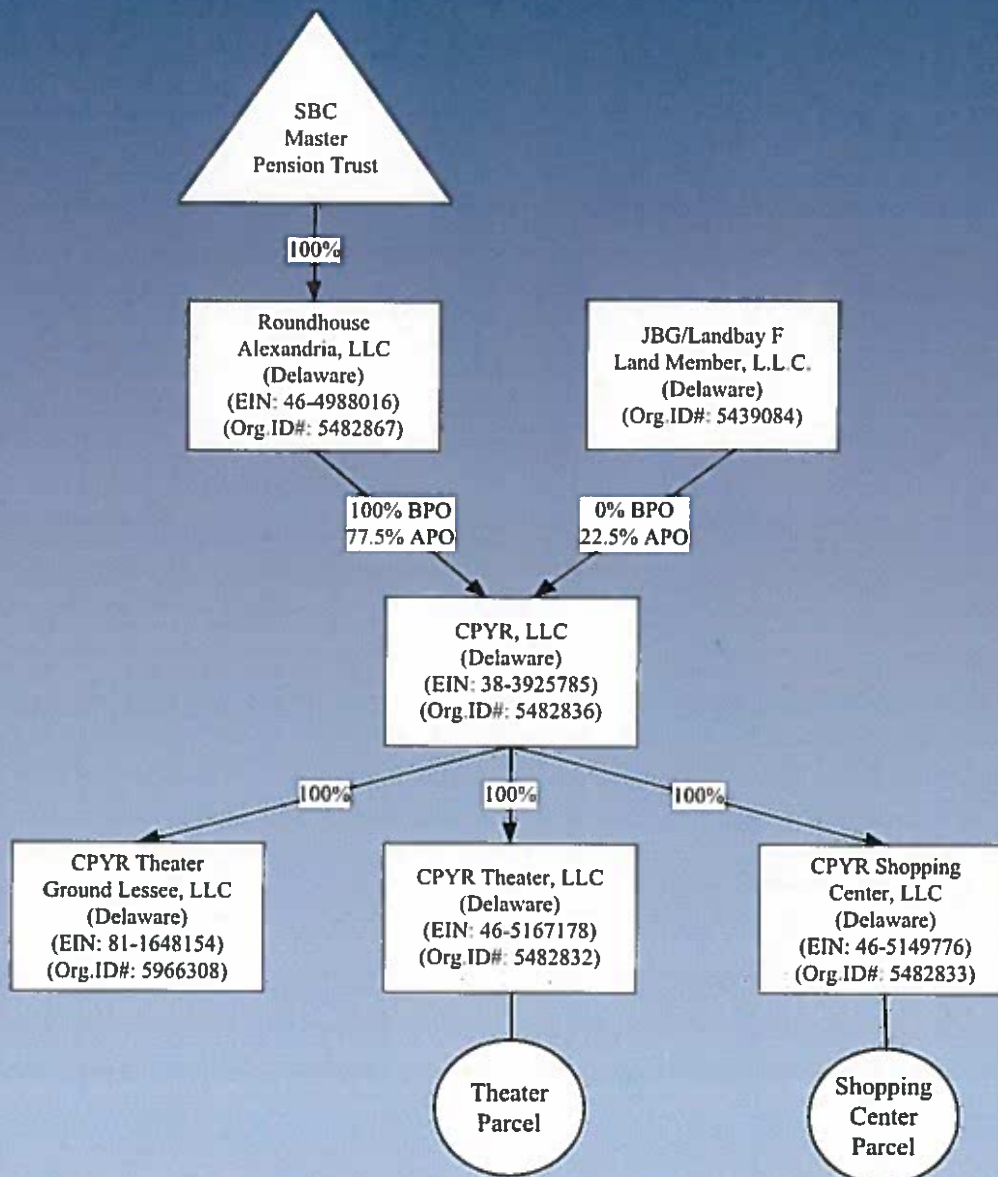 SBC
Master
Pension Trust
100%
Roundhouse
Alexandria, LLC
(Delaware)
(EIN: 46-4988016)
(Org.ID#: 5482867)
JBG/Landbay F
Land Member, L.L.C.
(Delaware)
(Org.ID#: 5439084)
100% BPO
77.5% APO
0% BPO
22.5% APO
CPYR, LLC
(Delaware)
(EIN: 38-3925785)
(Org.ID#: 5482836)
100%
100%
100%
CPYR Theater
Ground Lessee, LLC
(Delaware)
(EIN: 81-1648154)
(Org.ID#: 5966308)
CPYR Theater, LLC
(Delaware)
(EIN: 46-5167178)
(Org.ID#: 5482832)
CPYR Shopping
Center, LLC
(Delaware)
(EIN: 46-5149776)
(Org.ID#: 5482833)
Theater
Parcel
Shopping
Center
Parcel